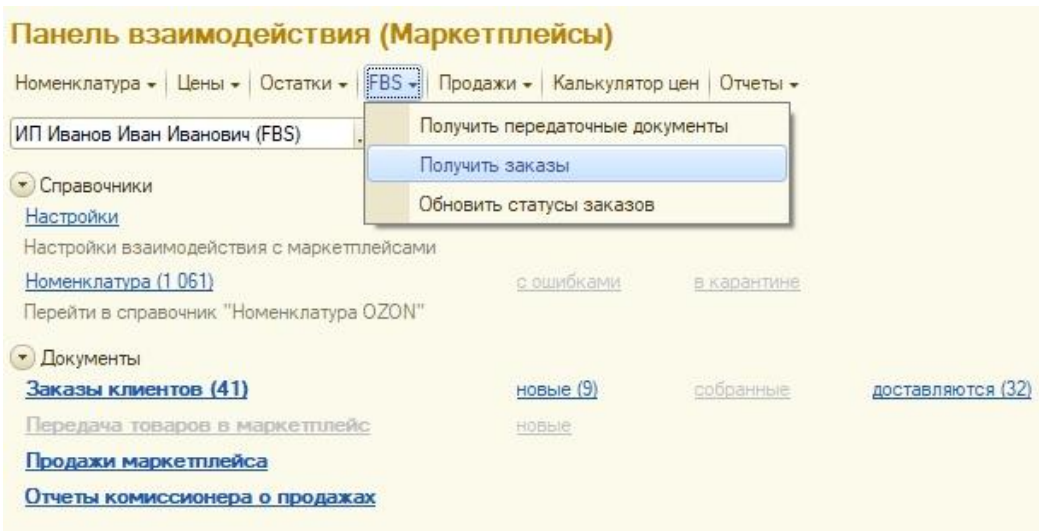 Панель взаимодействия (Маркетплейсы)
Номенклатура Цены Остатки FBS Продажи Калькулятор цен Отчеты
ИП Иванов Иван Иванович (FBS) .
Получить передаточные документы
Получить заказы
Обновить статусы заказов
Справочники
Настройки
Настройки взаимодействия с маркетплейсами
Номенклатура (1 061) с ошибками в карантине
Перейти в справочник "Номенклатура OZON"
Документы
Заказы клиентов (41) новые (9) собранные доставляются (32)
Передача товаров в маркетплейс новые
Продажи маркетплейса
Отчеты комиссионера о продажах